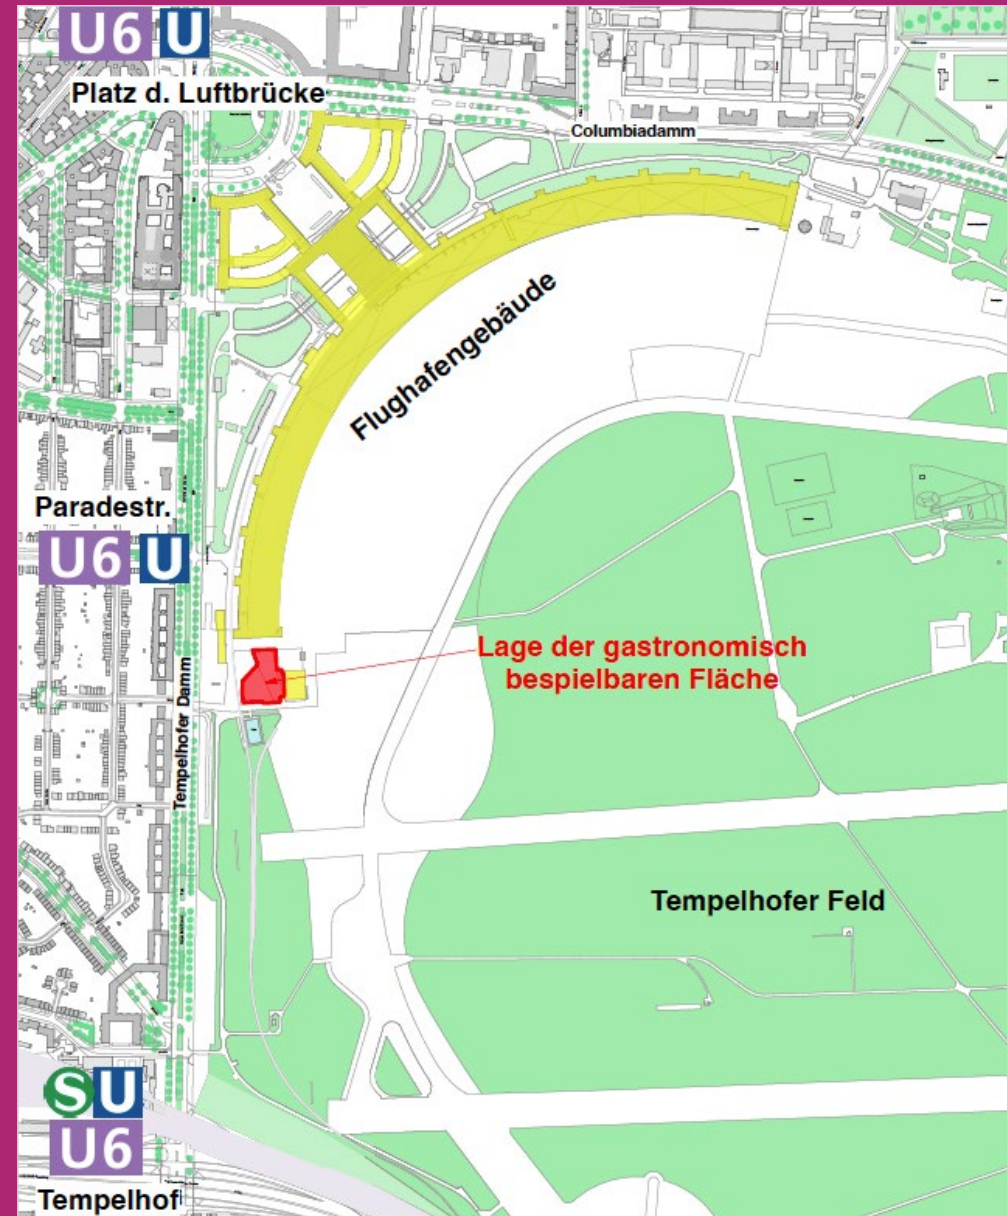 U6 U
Platz d. Luftbrücke
Columbiadamm
Flughafengebäude
Paradestr.
U6 U
Lage der gastronomisch
bespielbaren Fläche
Tempelhofer Damm
Tempelhofer Feld
S U
U6
Tempelhof